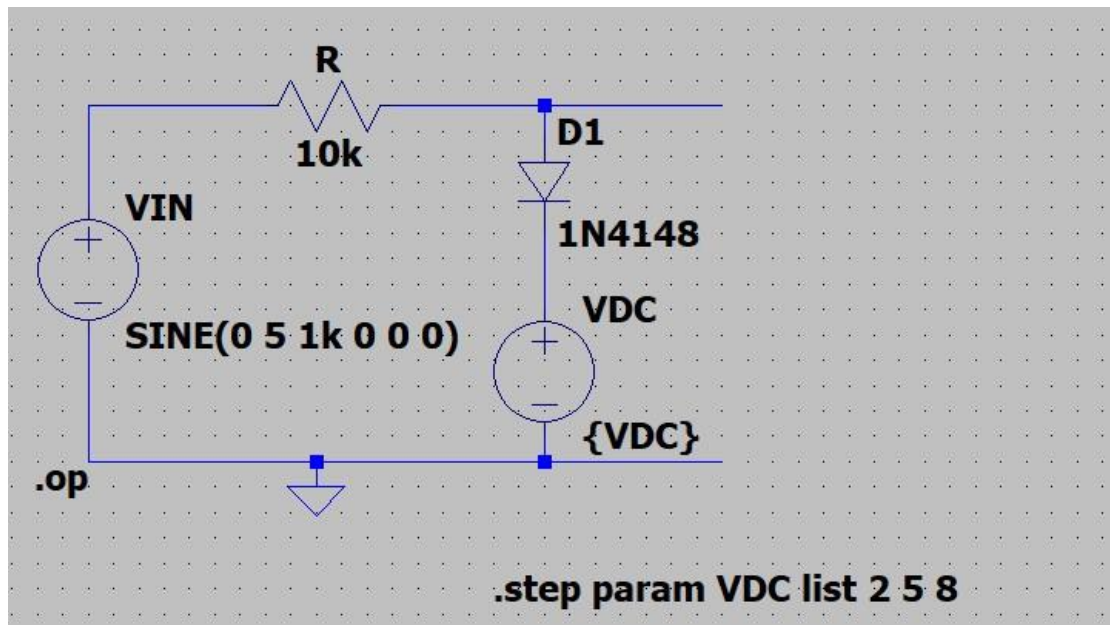 R
10k
D1
1N4148
VIN
SINE(0 5 1k 0 0 0)
VDC
{VDC}
.op
.step param VDC list 2 5 8